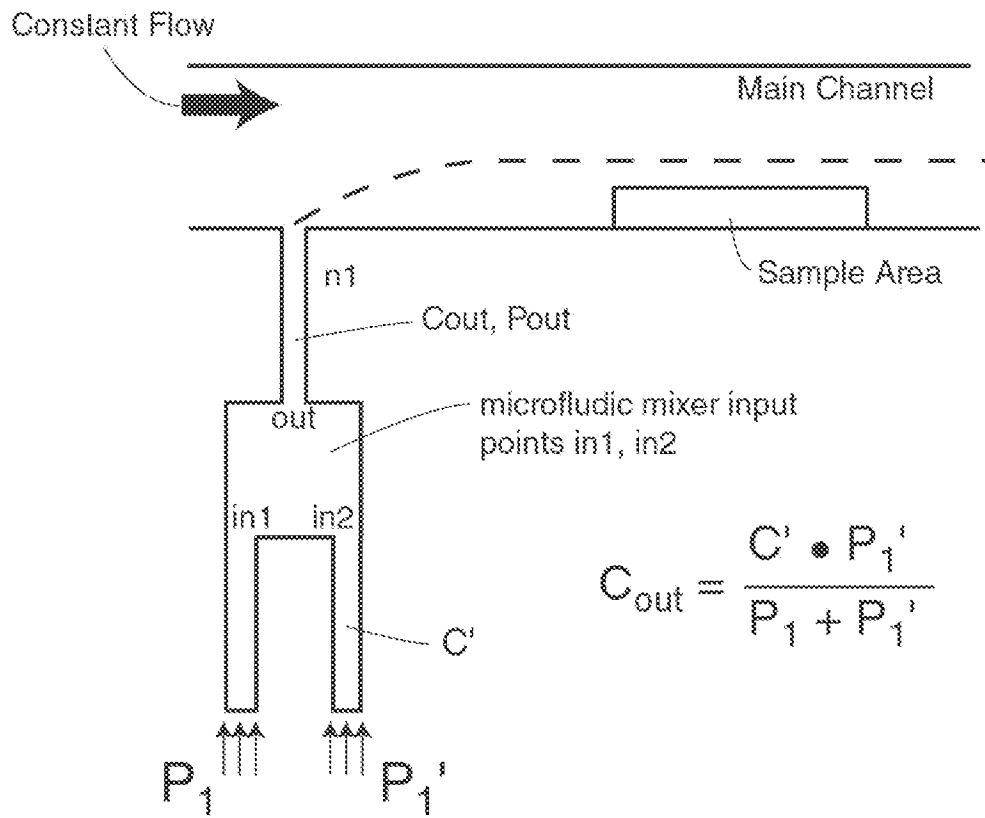 Constant Flow
Main Channel
Sample Area
n1
Cout, Pout
out
microfludic mixer input
points in1, in2
in1
in2
C'
Cout = C' • P1' / P1 + P1'
P1
P1'